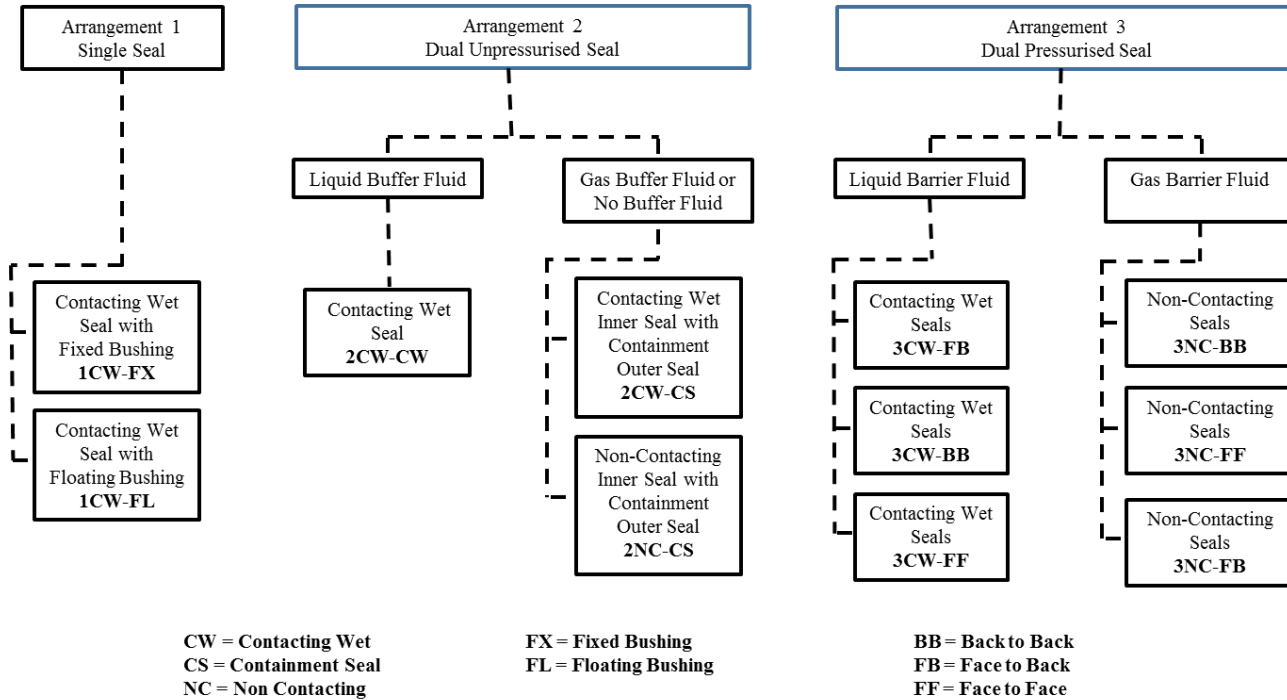 Arrangement 1
Single Seal
Arrangement 2
Dual Unpressurised Seal
Arrangement 3
Dual Pressurised Seal
Liquid Buffer Fluid
Gas Buffer Fluid or
No Buffer Fluid
Liquid Barrier Fluid
Gas Barrier Fluid
Contacting Wet
Seal with
Fixed Bushing
1CW-FX
Contacting Wet
Seal with
Floating Bushing
1CW-FL
Contacting Wet
Seal
2CW-CW
Contacting Wet
Inner Seal with
Containment
Outer Seal
2CW-CS
Non-Contacting
Inner Seal with
Containment
Outer Seal
2NC-CS
Contacting Wet
Seals
3CW-FB
Contacting Wet
Seals
3CW-BB
Contacting Wet
Seals
3CW-FF
Non-Contacting
Seals
3NC-BB
Non-Contacting
Seals
3NC-FF
Non-Contacting
Seals
3NC-FB
CW = Contacting Wet
CS = Containment Seal
NC = Non Contacting
FX = Fixed Bushing
FL = Floating Bushing
BB = Back to Back
FB = Face to Back
FF = Face to Face